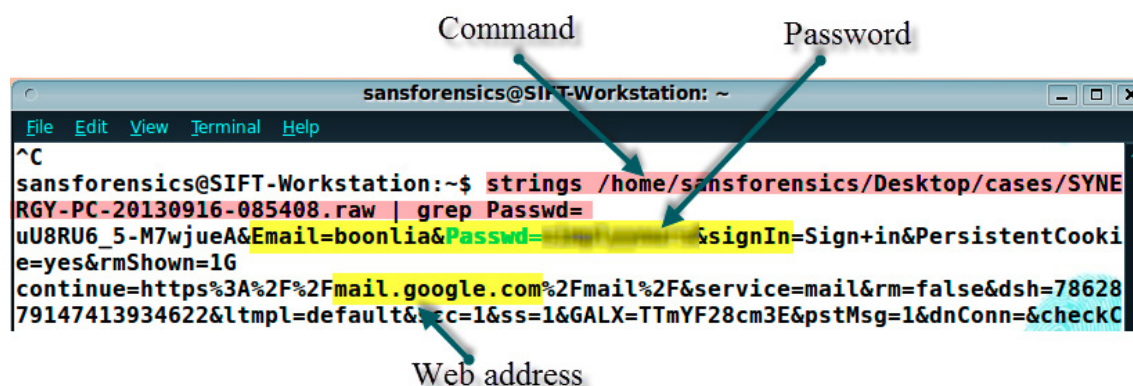 Command
Password
sansforensics@SIFT-Workstation: ~
File Edit View Terminal Help
^C
sansforensics@SIFT-Workstation:~$ strings /home/sansforensics/Desktop/cases/SYNE
RGY-PC-20130916-085408.raw | grep Passwd=
uU8RU6_5-M7wjueA&Email=boonlia&Passwd= &signIn=Sign+in&PersistentCooki
e=yes&rmShown=1G
continue=https%3A%2F%2Fmail.google.com%2Fmail%2F&service=mail&rm=false&dsh=78628
79147413934622&ltmpl=default&scc=1&ss=1&GALX=TTmYF28cm3E&pstMsg=1&dnConn=&checkC
Web address